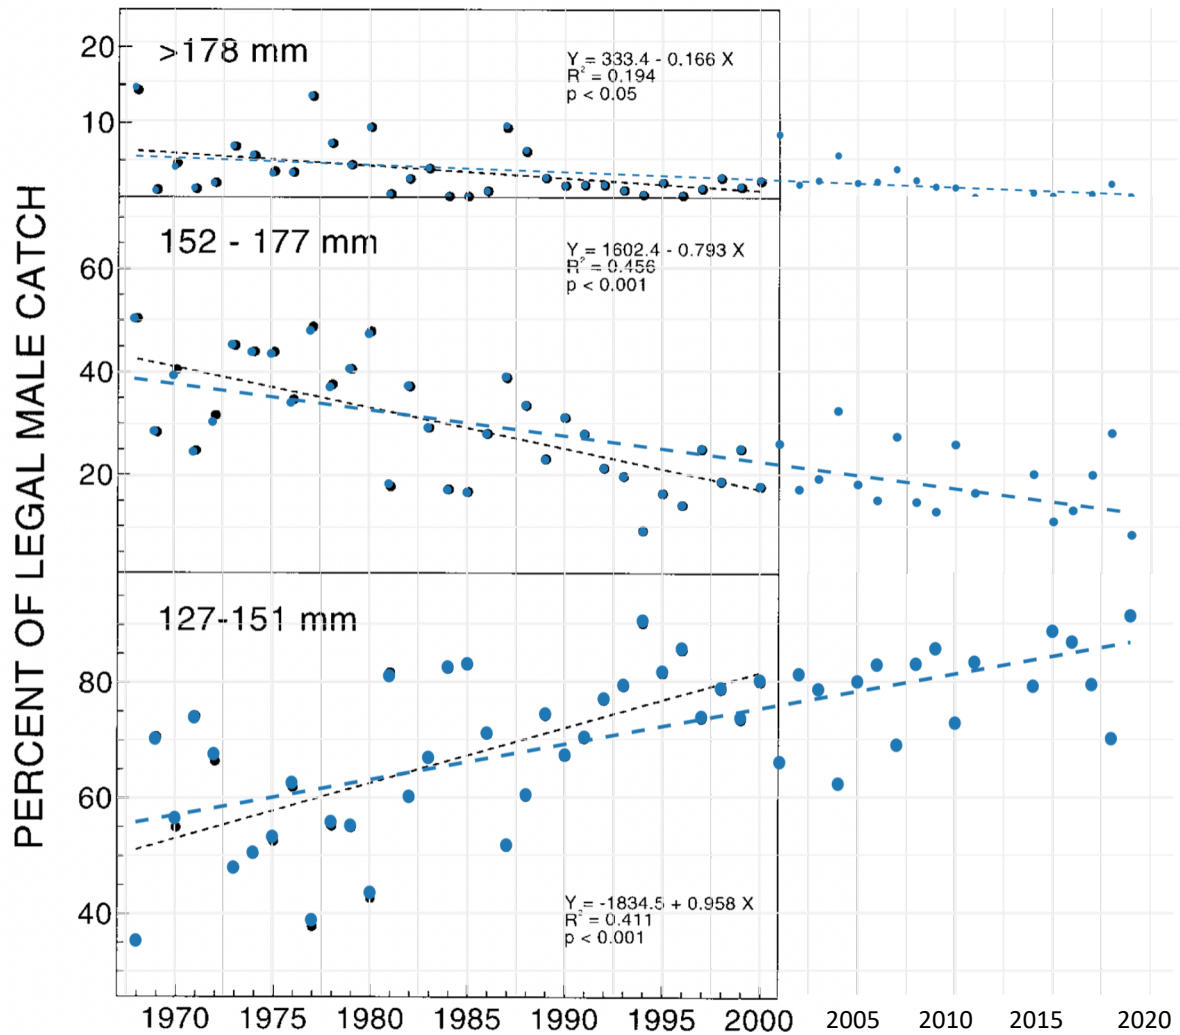 PERCENT OF LEGAL MALE CATCH
>178 mm
Y = 333.4 - 0.166 X
R² = 0.194
p < 0.05
20
10
152 - 177 mm
Y = 1602.4 - 0.793 X
R² = 0.456
p < 0.001
60
40
20
127-151 mm
80
60
40
Y = -1834.5 + 0.958 X
R² = 0.411
p < 0.001
1970 1975 1980 1985 1990 1995 2000 2005 2010 2015 2020